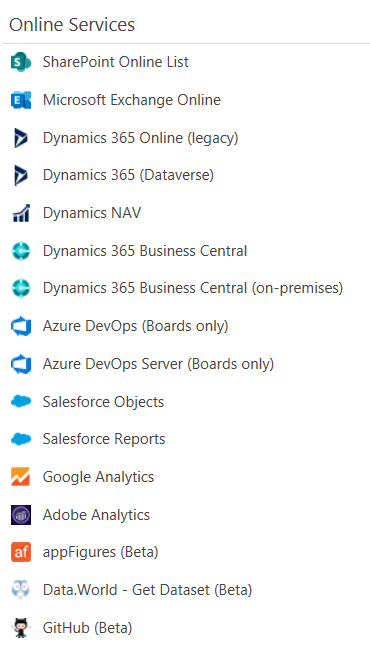 Online Services
SharePoint Online List
Microsoft Exchange Online
Dynamics 365 Online (legacy)
Dynamics 365 (Dataverse)
Dynamics NAV
Dynamics 365 Business Central
Dynamics 365 Business Central (on-premises)
Azure DevOps (Boards only)
Azure DevOps Server (Boards only)
Salesforce Objects
Salesforce Reports
Google Analytics
Adobe Analytics
af appFigures (Beta)
Data.World - Get Dataset (Beta)
GitHub (Beta)